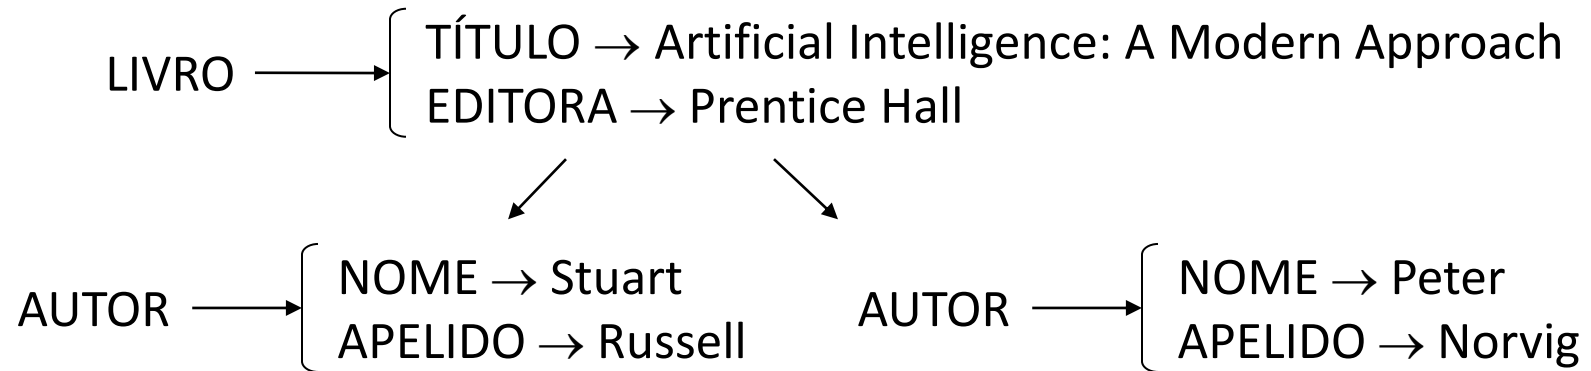 LIVRO → TÍTULO → Artificial Intelligence: A Modern Approach
EDITORA → Prentice Hall
AUTOR → NOME → Stuart
APELIDO → Russell
AUTOR → NOME → Peter
APELIDO → Norvig